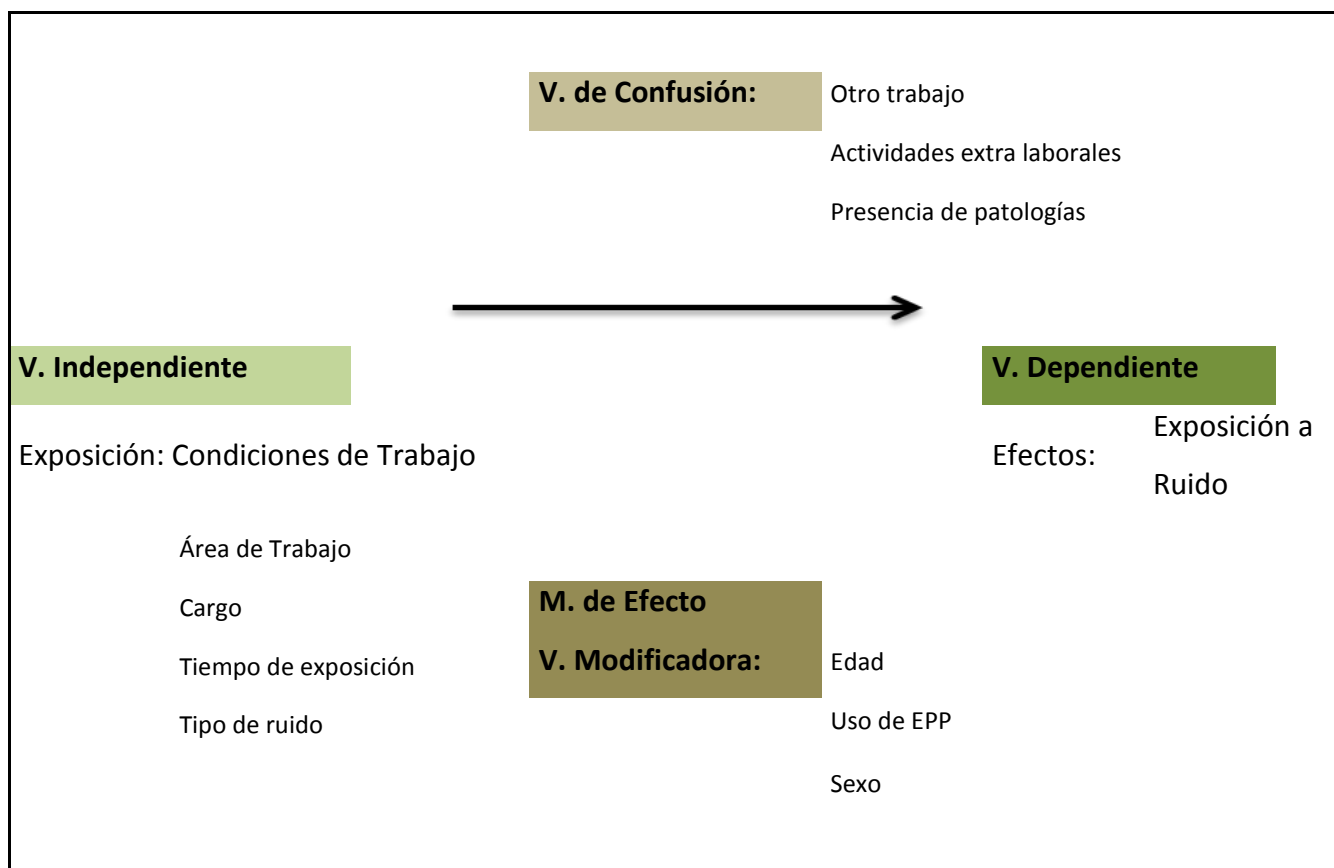 V. de Confusión: Otro trabajo
Actividades extra laborales
Presencia de patologías
V. Independiente
V. Dependiente
Exposición: Condiciones de Trabajo
Efectos:
Exposición a
Ruido
Área de Trabajo
Cargo
Tiempo de exposición
Tipo de ruido
M. de Efecto
V. Modificadora: Edad
Uso de EPP
Sexo